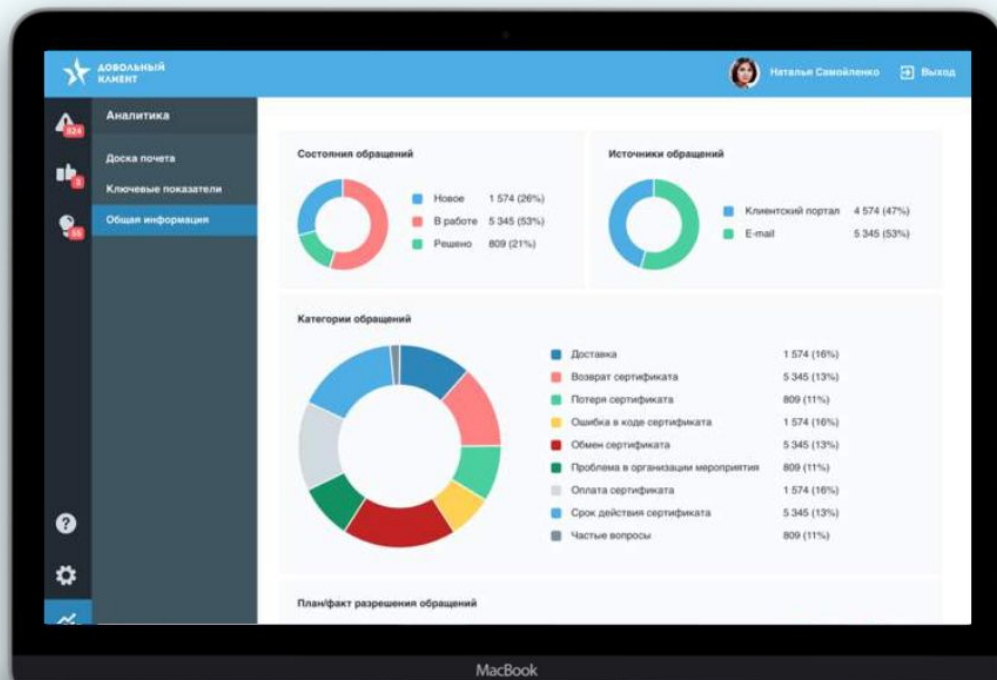 ДОВОЛЬНЫЙ
КЛИЕНТ
Наталья Самойленко
Выход
824
5
55
Аналитика
Доска почета
Ключевые показатели
Общая информация
Состояния обращений
Новое 1 574 (26%)
В работе 5 345 (53%)
Решено 809 (21%)
Источники обращений
Клиентский портал 4 574 (47%)
E-mail 5 345 (53%)
Категории обращений
Доставка 1 574 (16%)
Возврат сертификата 5 345 (13%)
Потеря сертификата 809 (11%)
Ошибка в коде сертификата 1 574 (16%)
Обмен сертификата 5 345 (13%)
Проблема в организации мероприятия 809 (11%)
Оплата сертификата 1 574 (16%)
Срок действия сертификата 5 345 (13%)
Частые вопросы 809 (11%)
План/факт разрешения обращений
?
MacBook